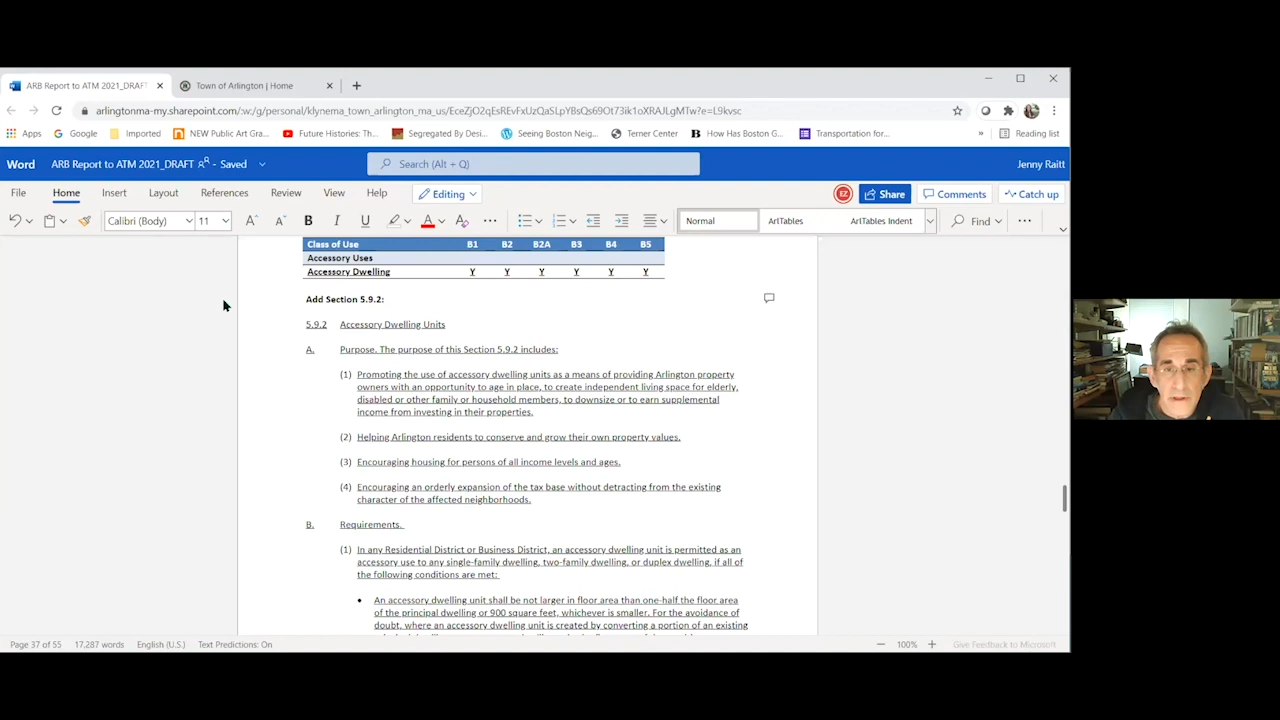 ARB Report to ATM 2021_DRAFT
Town of Arlington | Home
arlingtonma-my.sharepoint.com/:w:/g/personal/klynema_town_arlington_ma_us/EceZjO2qEsREvFxUzQaSLpYBsQs69Ot73ik1oXRAJLgMTw?e=L9kvsc
Apps Google Imported NEW Public Art Gra... Future Histories: Th... Segregated By Desi... Seeing Boston Neig... Terner Center How Has Boston G... Transportation for... » Reading list
Word ARB Report to ATM 2021_DRAFT - Saved Search (Alt + Q) Jenny Raitt
File Home Insert Layout References Review View Help Editing EZ Share Comments Catch up
Calibri (Body) 11 Normal ArlTables ArlTables Indent Find
Class of Use B1 B2 B2A B3 B4 B5
Accessory Uses
Accessory Dwelling Y Y Y Y Y Y
Add Section 5.9.2:
5.9.2 Accessory Dwelling Units
A. Purpose. The purpose of this Section 5.9.2 includes:
(1) Promoting the use of accessory dwelling units as a means of providing Arlington property
owners with an opportunity to age in place, to create independent living space for elderly,
disabled or other family or household members, to downsize or to earn supplemental
income from investing in their properties.
(2) Helping Arlington residents to conserve and grow their own property values.
(3) Encouraging housing for persons of all income levels and ages.
(4) Encouraging an orderly expansion of the tax base without detracting from the existing
character of the affected neighborhoods.
B. Requirements.
(1) In any Residential District or Business District, an accessory dwelling unit is permitted as an
accessory use to any single-family dwelling, two-family dwelling, or duplex dwelling, if all of
the following conditions are met:
• An accessory dwelling unit shall be not larger in floor area than one-half the floor area
of the principal dwelling or 900 square feet, whichever is smaller. For the avoidance of
doubt, where an accessory dwelling unit is created by converting a portion of an existing
Page 37 of 55 17,287 words English (U.S.) Text Predictions: On 100% Give Feedback to Microsoft